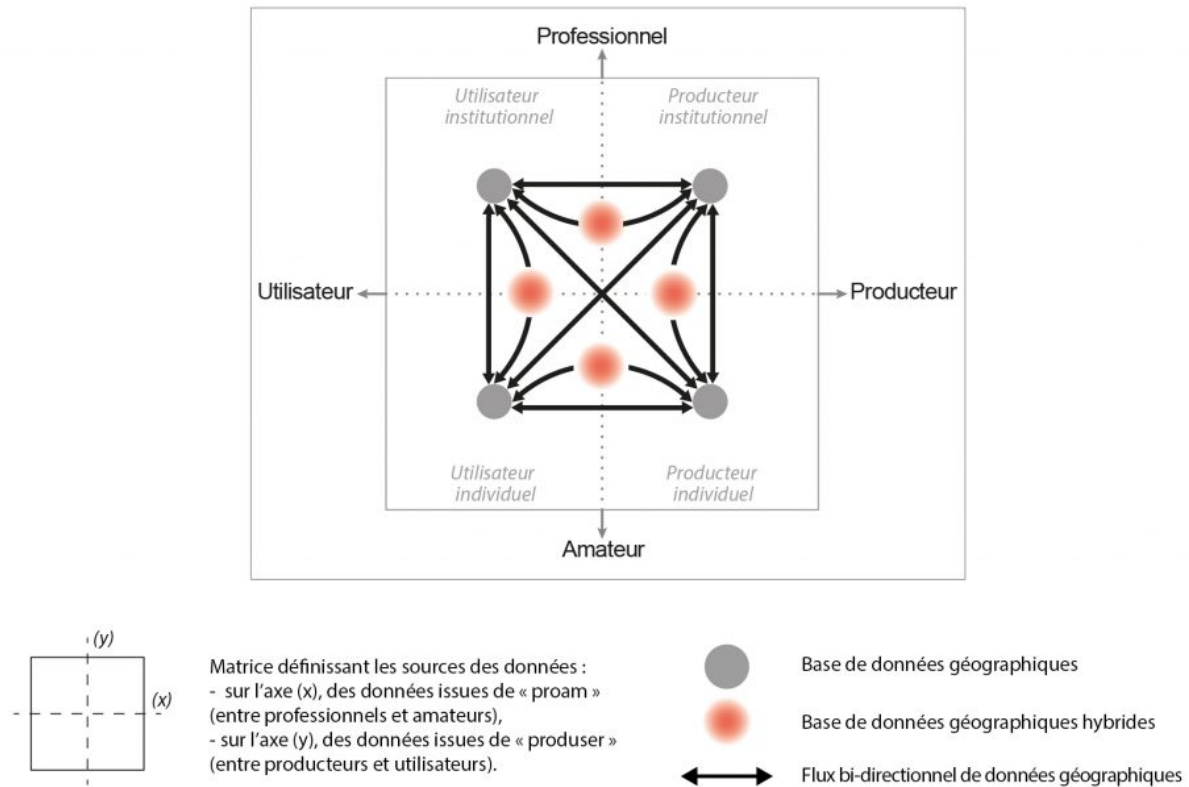 Professionnel
Utilisateur
institutionnel
Producteur
institutionnel
Utilisateur
Producteur
Utilisateur
individuel
Producteur
individuel
Amateur
(y)
(x)
Matrice définissant les sources des données :
- sur l'axe (x), des données issues de « proam »
(entre professionnels et amateurs),
- sur l'axe (y), des données issues de « produser »
(entre producteurs et utilisateurs).
Base de données géographiques
Base de données géographiques hybrides
Flux bi-directionnel de données géographiques